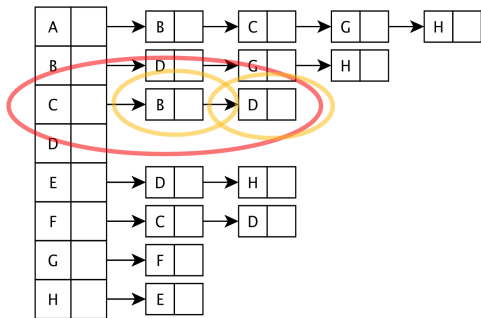 A B C G H
B D G H
C B D
D
E D H
F C D
G F
H E